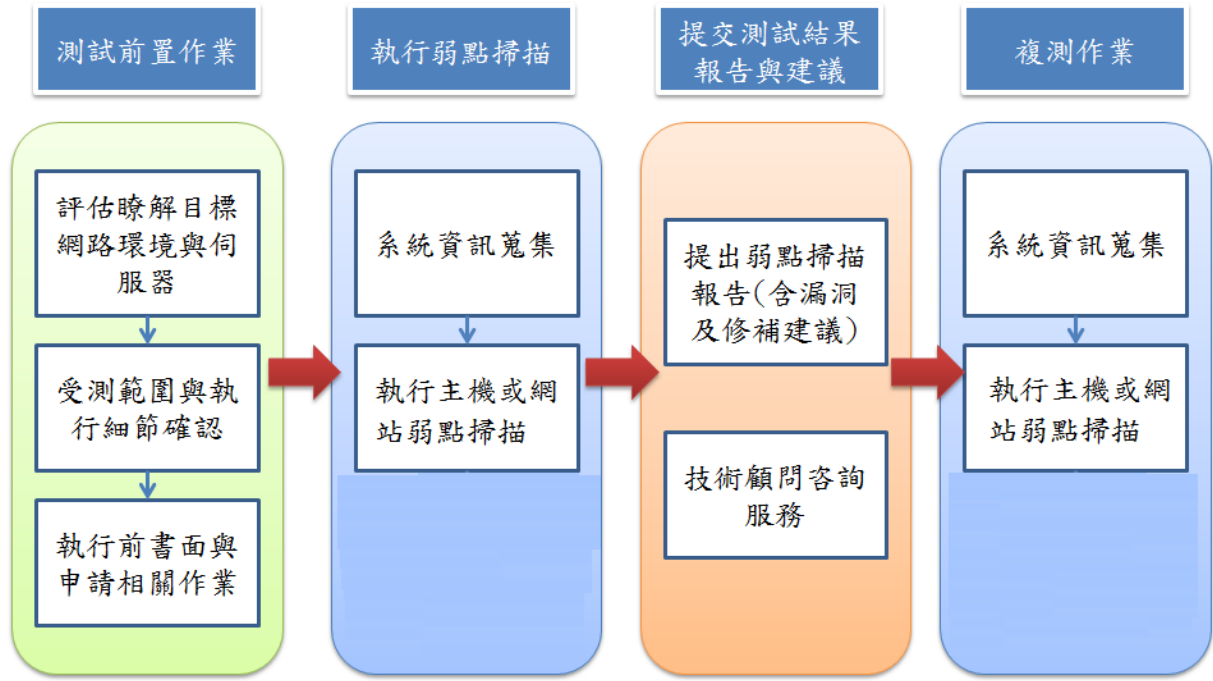 測試前置作業
執行弱點掃描
提交測試結果
報告與建議
複測作業
評估瞭解目標
網路環境與伺
服器
受測範圍與執
行細節確認
執行前書面與
申請相關作業
系統資訊蒐集
執行主機或網
站弱點掃描
提出弱點掃描
報告(含漏洞
及修補建議)
技術顧問咨詢
服務
系統資訊蒐集
執行主機或網
站弱點掃描